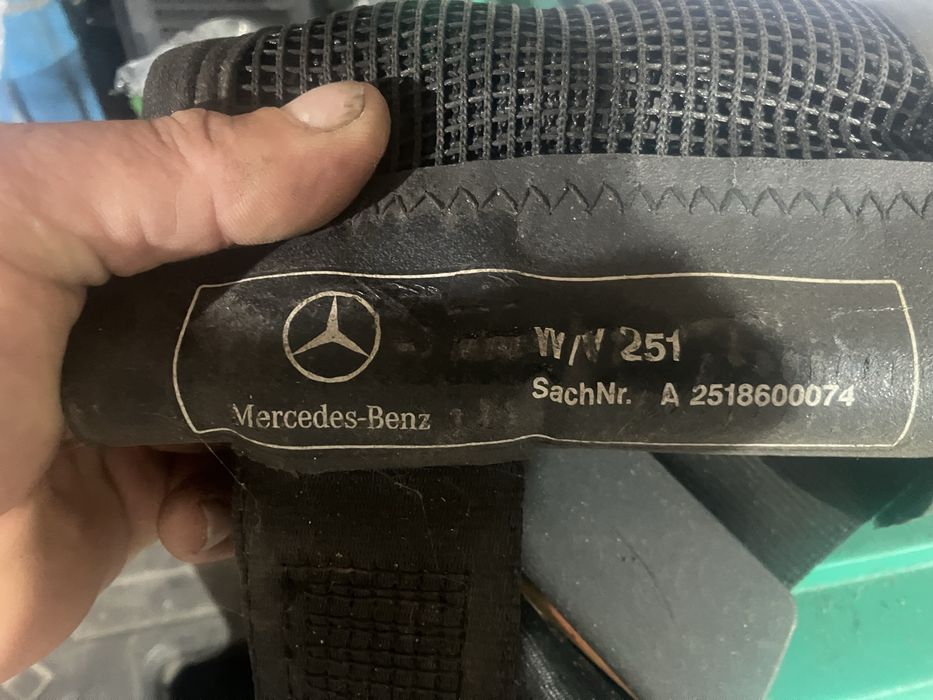 W/V 251
SachNr. A 2518600074
Mercedes-Benz